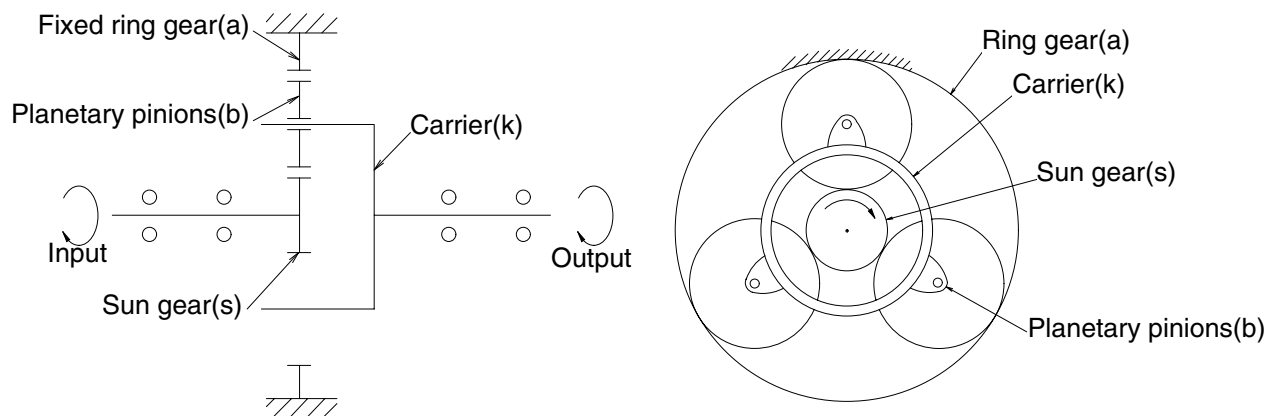 Fixed ring gear(a)
Planetary pinions(b)
Carrier(k)
Input
Output
Sun gear(s)
Ring gear(a)
Carrier(k)
Sun gear(s)
Planetary pinions(b)